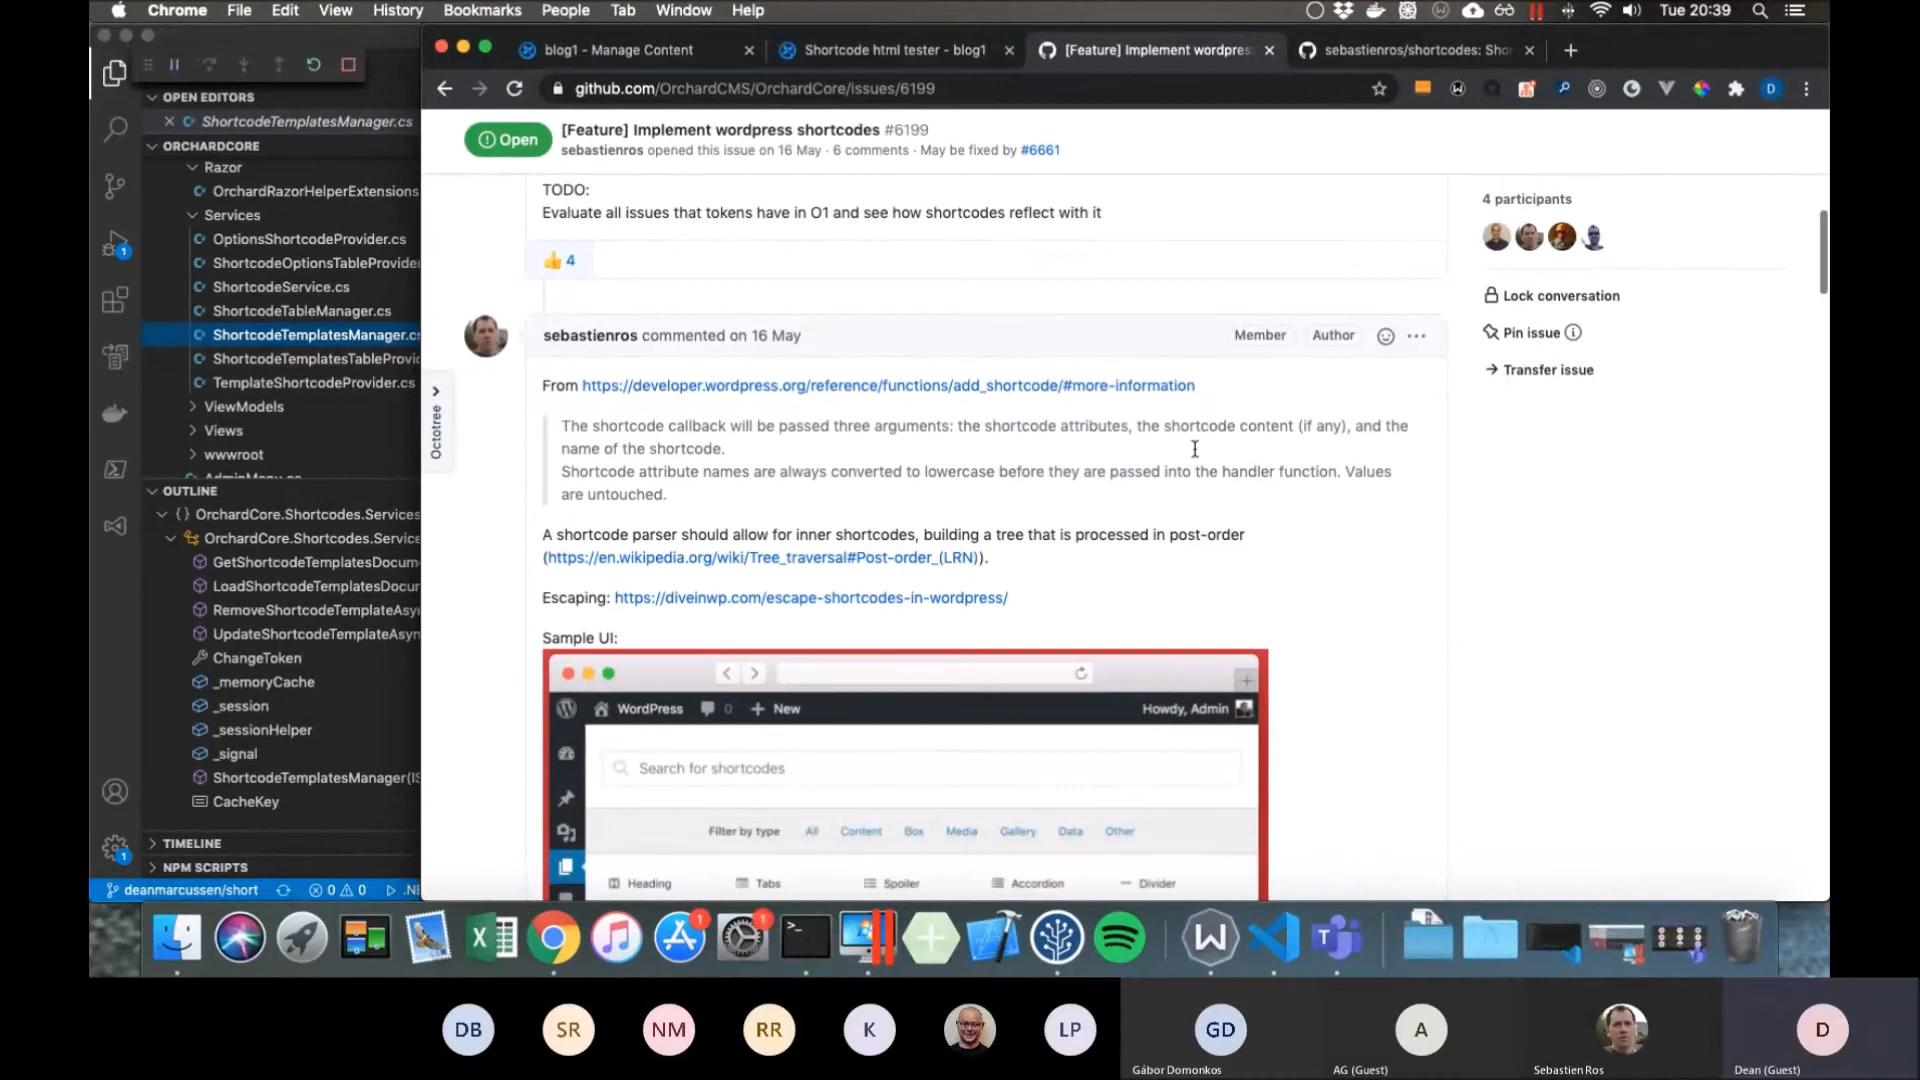 Chrome File Edit View History Bookmarks People Tab Window Help
Tue 20:39
blog1 - Manage Content
Shortcode html tester - blog1
[Feature] Implement wordpres
sebastienros/shortcodes: Sho
github.com/OrchardCMS/OrchardCore/issues/6199
D
OPEN EDITORS
ShortcodeTemplatesManager.cs
ORCHARDCORE
Razor
OrchardRazorHelperExtensions
Services
OptionsShortcodeProvider.cs
ShortcodeOptionsTableProvide
ShortcodeService.cs
ShortcodeTableManager.cs
ShortcodeTemplatesManager.cs
ShortcodeTemplatesTableProvid
TemplateShortcodeProvider.cs
ViewModels
Views
wwwroot
OUTLINE
{} OrchardCore.Shortcodes.Services
OrchardCore.Shortcodes.Service
GetShortcodeTemplatesDocum
LoadShortcodeTemplatesDocur
RemoveShortcodeTemplateAsy
UpdateShortcodeTemplateAsyn
ChangeToken
_memoryCache
_session
_sessionHelper
_signal
ShortcodeTemplatesManager(IS
CacheKey
TIMELINE
NPM SCRIPTS
deanmarcussen/short
0 0
.NE
1
1
Octotree
Open
[Feature] Implement wordpress shortcodes #6199
sebastienros opened this issue on 16 May · 6 comments · May be fixed by #6661
TODO:
Evaluate all issues that tokens have in O1 and see how shortcodes reflect with it
4
sebastienros commented on 16 May
Member
Author
From https://developer.wordpress.org/reference/functions/add_shortcode/#more-information
The shortcode callback will be passed three arguments: the shortcode attributes, the shortcode content (if any), and the
name of the shortcode.
Shortcode attribute names are always converted to lowercase before they are passed into the handler function. Values
are untouched.
A shortcode parser should allow for inner shortcodes, building a tree that is processed in post-order
(https://en.wikipedia.org/wiki/Tree_traversal#Post-order_(LRN)).
Escaping: https://diveinwp.com/escape-shortcodes-in-wordpress/
Sample UI:
WordPress 0 + New
Howdy, Admin
Search for shortcodes
Filter by type All Content Box Media Gallery Data Other
Heading Tabs Spoiler Accordion Divider
4 participants
Lock conversation
Pin issue
Transfer issue
1
1
DB
SR
NM
RR
K
LP
GD
Gábor Domonkos
A
AG (Guest)
Sebastien Ros
D
Dean (Guest)